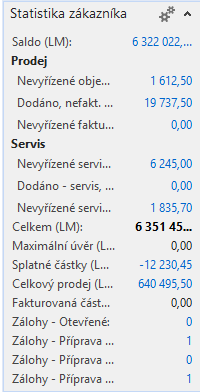 Statistika zákazníka
Saldo (LM): 6 322 022,...
Prodej
Nevyřízené obje... 1 612,50
Dodáno, nefakt. ... 19 737,50
Nevyřízené faktu... 0,00
Servis
Nevyřízené servi... 6 245,00
Dodáno - servis, ... 0,00
Nevyřízené servi... 1 835,70
Celkem (LM): 6 351 45...
Maximální úvěr (L... 0,00
Splatné částky (L... -12 230,45
Celkový prodej (L... 640 495,50
Fakturovaná část... 0,00
Zálohy - Otevřené: 0
Zálohy - Příprava ... 1
Zálohy - Příprava ... 0
Zálohy - Příprava ... 1